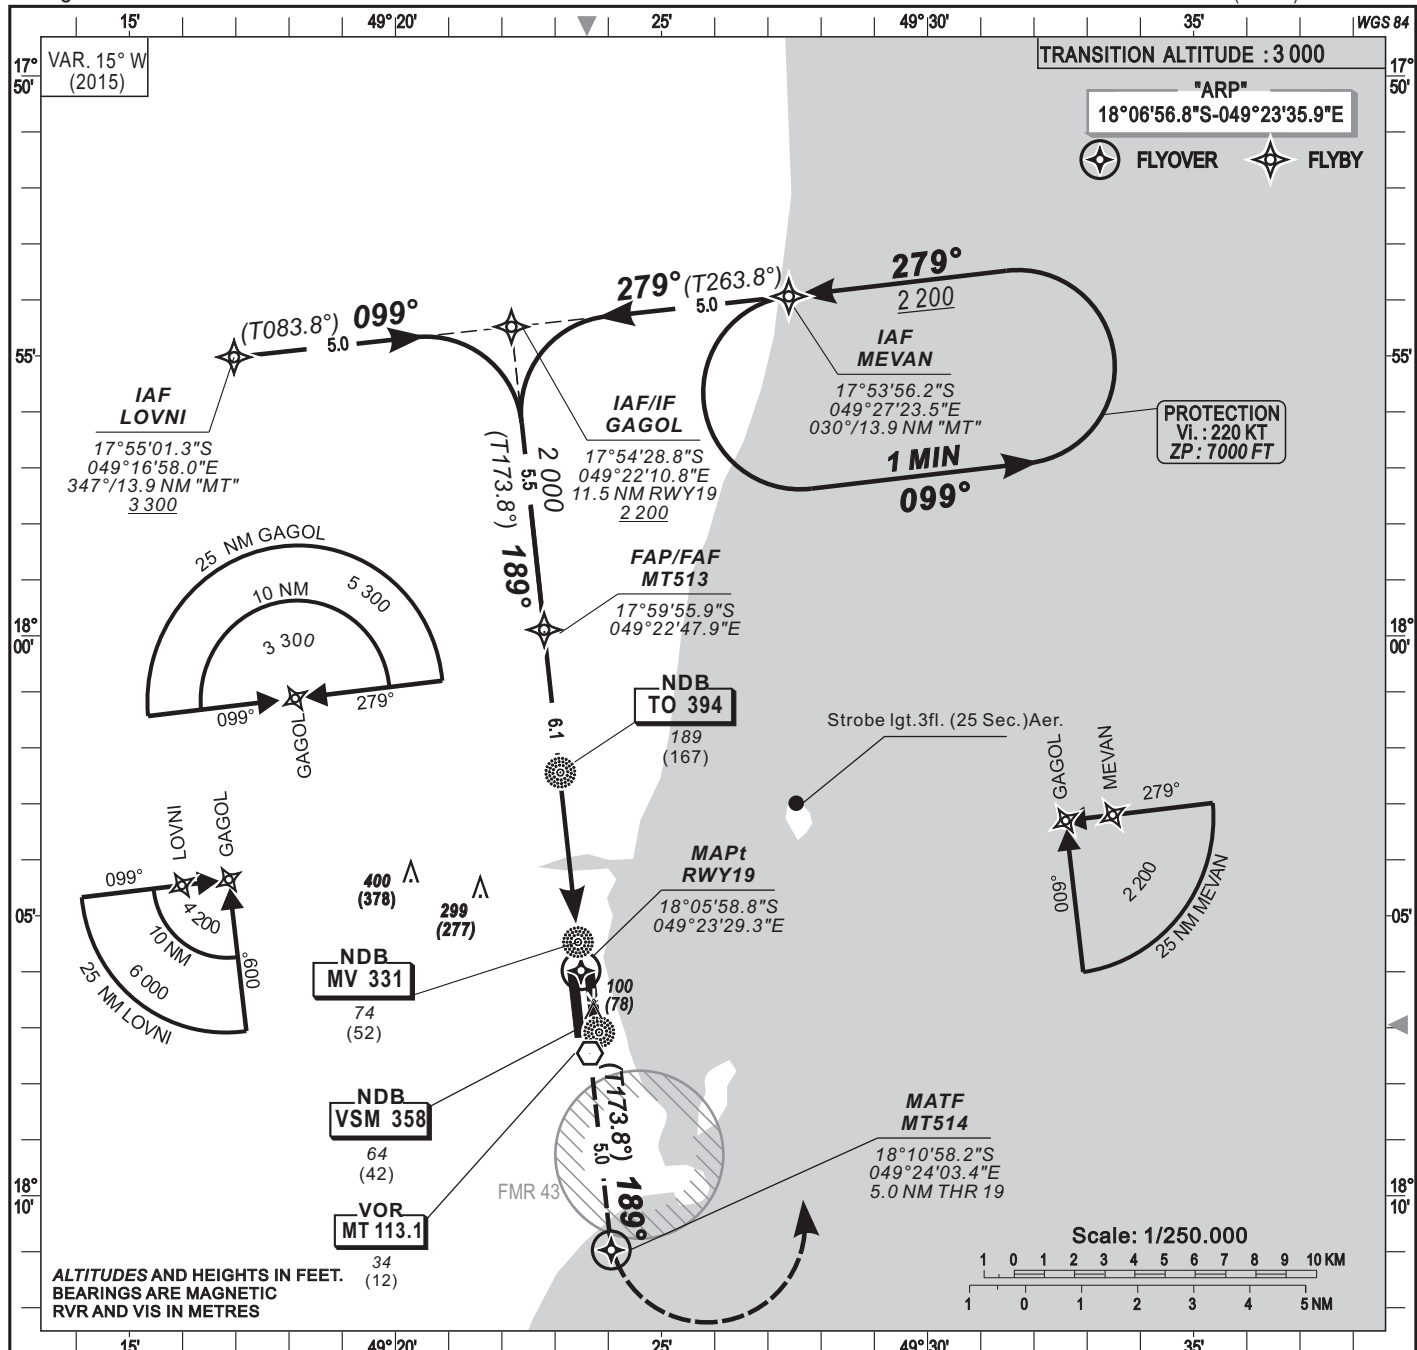 15'
49°20'
25'
49°30'
35'
WGS 84
17°
50'
VAR. 15° W
(2015)
TRANSITION ALTITUDE : 3 000
17°
50'
"ARP"
18°06'56.8"S-049°23'35.9"E
FLYOVER
FLYBY
279°
2 200
279° (T263.8°)
5.0
(T083.8°) 099°
5.0
55'
55'
IAF
MEVAN
17°53'56.2"S
049°27'23.5"E
030°/13.9 NM "MT"
IAF
LOVNI
17°55'01.3"S
049°16'58.0"E
347°/13.9 NM "MT"
3 300
IAF/IF
GAGOL
17°54'28.8"S
049°22'10.8"E
11.5 NM RWY19
2 200
PROTECTION
Vi. : 220 KT
ZP : 7000 FT
1 MIN
099°
2 000
5.5
(T173.8°) 189°
25 NM GAGOL
5 300
10 NM
3 300
099°
279°
GAGOL
FAP/FAF
MT513
17°59'55.9"S
049°22'47.9"E
18°
00'
18°
00'
NDB
TO 394
189
(167)
6.1
Strobe lgt.3fl. (25 Sec.)Aer.
GAGOL
MEVAN
279°
009°
2 200
25 NM MEVAN
LOVNI
GAGOL
099°
4 200
10 NM
6 000
25 NM LOVNI
009°
400
(378)
299
(277)
MAPt
RWY19
18°05'58.8"S
049°23'29.3"E
05'
05'
NDB
MV 331
74
(52)
100
(78)
NDB
VSM 358
64
(42)
VOR
MT 113.1
34
(12)
(T173.8°) 189°
5.0
FMR 43
MATF
MT514
18°10'58.2"S
049°24'03.4"E
5.0 NM THR 19
18°
10'
18°
10'
Scale: 1/250.000
1 0 1 2 3 4 5 6 7 8 9 10 KM
1 0 1 2 3 4 5 NM
ALTITUDES AND HEIGHTS IN FEET.
BEARINGS ARE MAGNETIC
RVR AND VIS IN METRES
15'
49°20'
25'
49°30'
35'